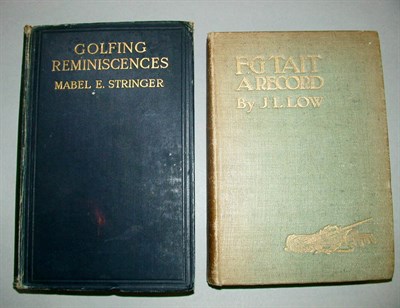 GOLFING
REMINISCENCES
MABEL E. STRINGER
F·G TAIT
A RECORD
By J.L.LOW